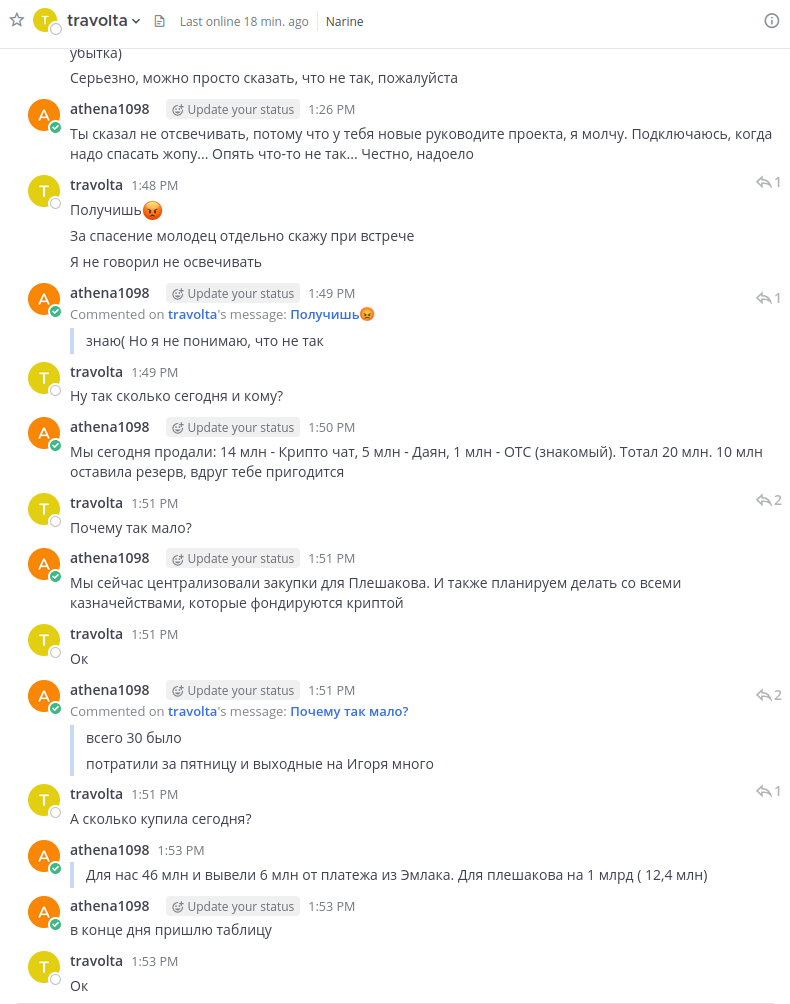 travolta
Last online 18 min. ago
Narine
убытка)
Серьезно, можно просто сказать, что не так, пожалуйста
athena1098 Update your status 1:26 PM
Ты сказал не отсвечивать, потому что у тебя новые руководите проекта, я молчу. Подключаюсь, когда
надо спасать жопу... Опять что-то не так... Честно, надоело
travolta 1:48 PM
1
Получишь😡
За спасение молодец отдельно скажу при встрече
Я не говорил не освечивать
athena1098 Update your status 1:49 PM
1
Commented on travolta's message: Получишь😡
знаю( Но я не понимаю, что не так
travolta 1:49 PM
Ну так сколько сегодня и кому?
athena1098 Update your status 1:50 PM
Мы сегодня продали: 14 млн - Крипто чат, 5 млн - Даян, 1 млн - ОТС (знакомый). Тотал 20 млн. 10 млн
оставила резерв, вдруг тебе пригодится
travolta 1:51 PM
2
Почему так мало?
athena1098 Update your status 1:51 PM
Мы сейчас централизовали закупки для Плешакова. И также планируем делать со всеми
казначействами, которые фондируются криптой
travolta 1:51 PM
Ок
athena1098 Update your status 1:51 PM
2
Commented on travolta's message: Почему так мало?
всего 30 было
потратили за пятницу и выходные на Игоря много
travolta 1:51 PM
1
А сколько купила сегодня?
athena1098 1:53 PM
Для нас 46 млн и вывели 6 млн от платежа из Эмлака. Для плешакова на 1 млрд ( 12,4 млн)
athena1098 Update your status 1:53 PM
в конце дня пришлю таблицу
travolta 1:53 PM
Ок